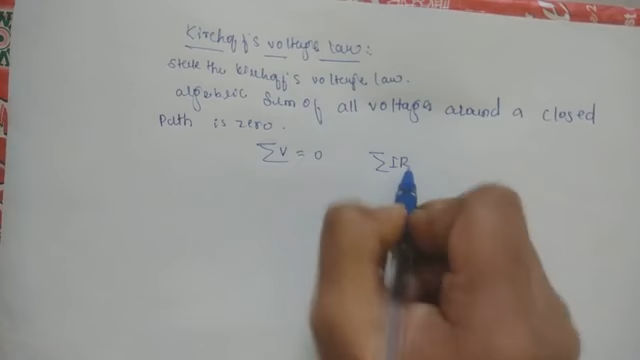 Kirchoff's voltage law:
state the kirchoff's voltage law.
algebric sum of all voltages around a closed
path is zero.
∑V = 0 ∑IR